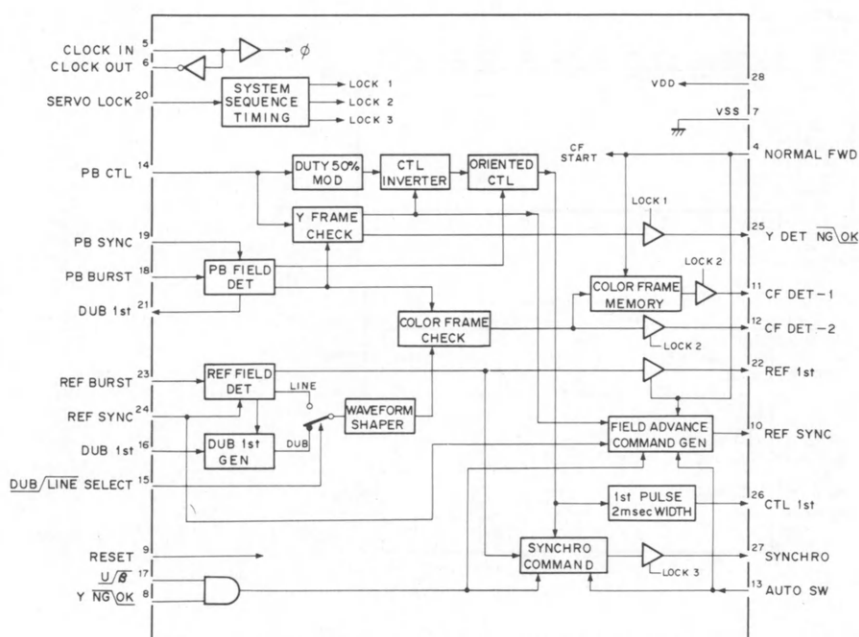 5
CLOCK IN
ϕ
6
CLOCK OUT
20
SERVO LOCK
SYSTEM
SEQUENCE
TIMING
LOCK 1
LOCK 2
LOCK 3
28
VDD
VSS
7
4
NORMAL FWD
CF
START
14
PB CTL
DUTY 50%
MOD
CTL
INVERTER
ORIENTED
CTL
Y FRAME
CHECK
LOCK 1
25
Y DET NG/OK
19
PB SYNC
18
PB BURST
21
DUB 1st
PB FIELD
DET
COLOR FRAME
CHECK
COLOR FRAME
MEMORY
LOCK 2
11
CF DET-1
12
CF DET-2
LOCK 2
22
REF 1st
23
REF BURST
24
REF SYNC
16
DUB 1st
15
DUB/LINE SELECT
REF FIELD
DET
LINE
DUB 1st
GEN
DUB
WAVEFORM
SHAPER
FIELD ADVANCE
COMMAND GEN
10
REF SYNC
1st PULSE
2msec WIDTH
26
CTL 1st
SYNCHRO
COMMAND
LOCK 3
27
SYNCHRO
13
AUTO SW
9
RESET
17
U/β
8
Y NG/OK